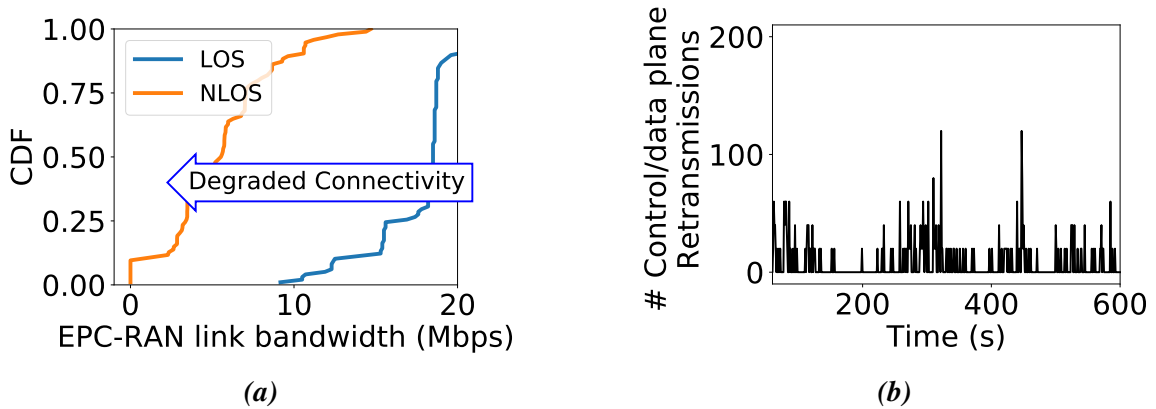 1.00
0.75
0.50
0.25
0.00
CDF
LOS
NLOS
Degraded Connectivity
0 10 20
EPC-RAN link bandwidth (Mbps)
(a)
# Control/data plane
Retransmissions
200
100
0
200 400 600
Time (s)
(b)